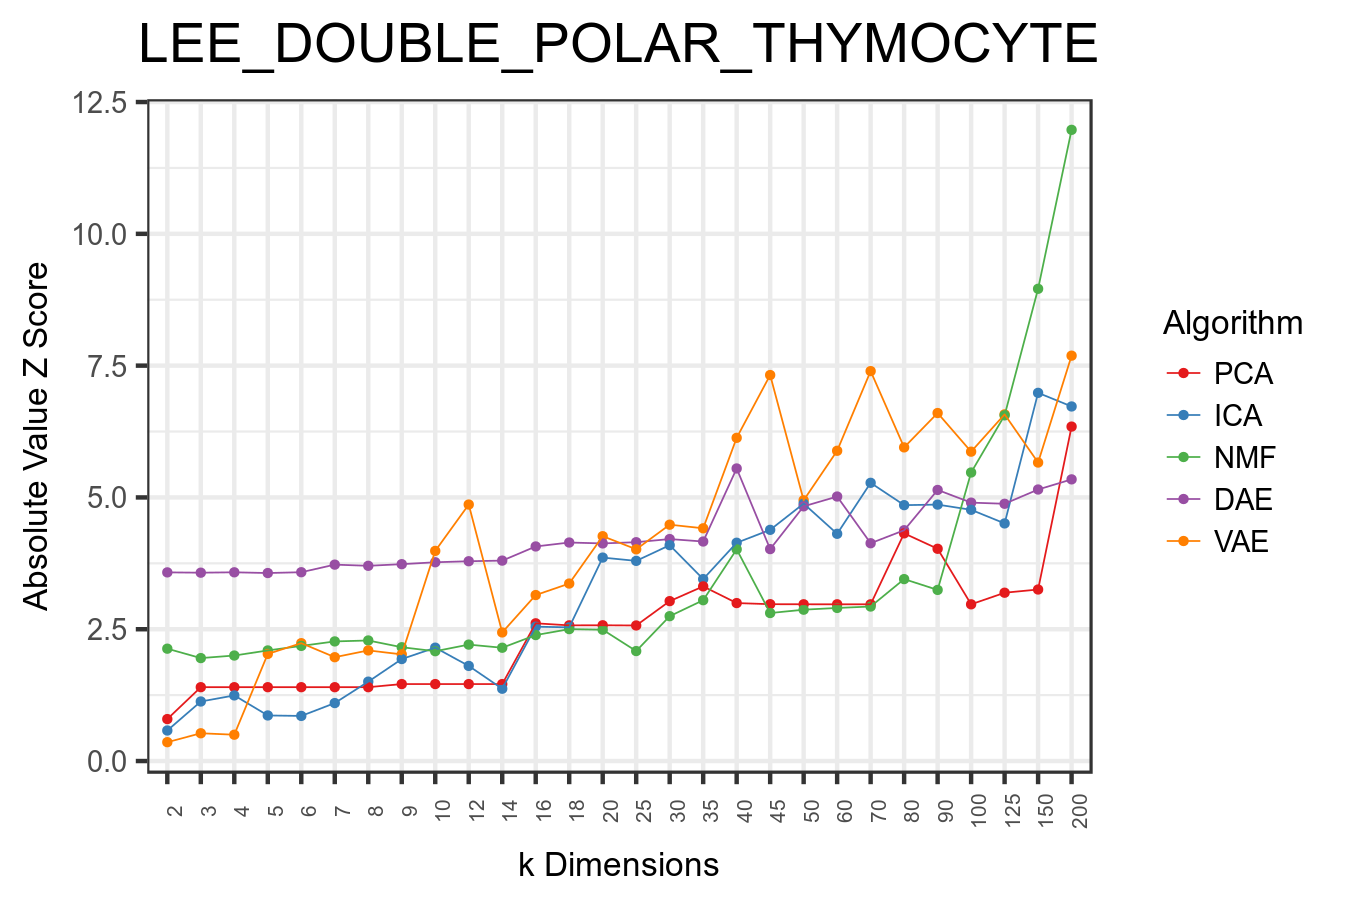 LEE_DOUBLE_POLAR_THYMOCYTE
Absolute Value Z Score
12.5
10.0
7.5
5.0
2.5
0.0
2 3 4 5 6 7 8 9 10 12 14 16 18 20 25 30 35 40 45 50 60 70 80 90 100 125 150 200
k Dimensions
Algorithm
PCA
ICA
NMF
DAE
VAE